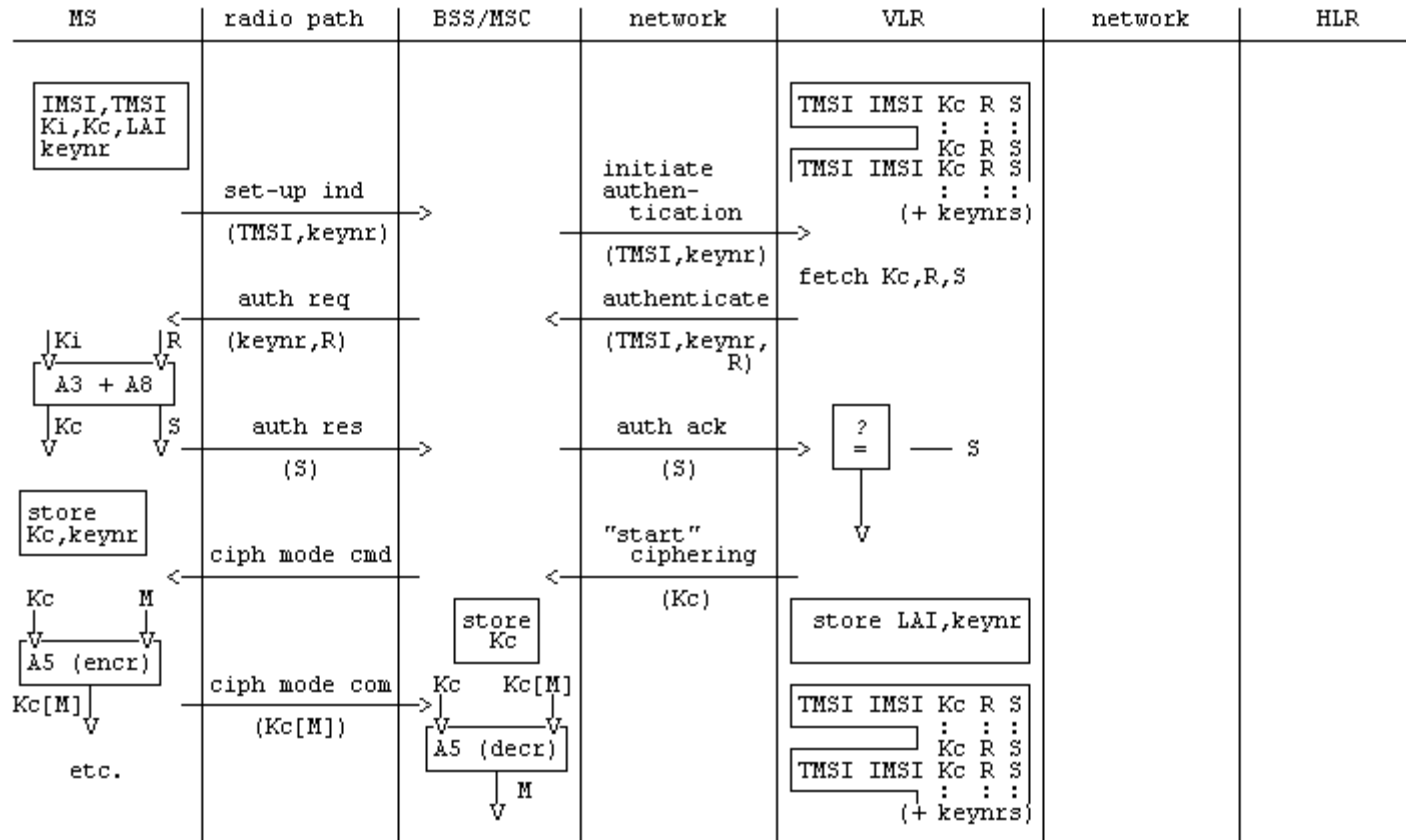 MS radio path BSS/MSC network VLR network HLR
IMSI,TMSI
Ki,Kc,LAI
keynr
TMSI IMSI Kc R S
: : :
Kc R S
TMSI IMSI Kc R S
: : :
(+ keynrs)
set-up ind
(TMSI,keynr)
initiate
authen-
tication
(TMSI,keynr)
fetch Kc,R,S
auth req
(keynr,R)
authenticate
(TMSI,keynr,
R)
Ki R
A3 + A8
Kc S
auth res
(S)
auth ack
(S)
?
=
S
store
Kc,keynr
ciph mode cmd
"start"
ciphering
(Kc)
Kc M
A5 (encr)
Kc[M]
store
Kc
store LAI,keynr
ciph mode com
(Kc[M])
Kc Kc[M]
A5 (decr)
M
TMSI IMSI Kc R S
: : :
Kc R S
TMSI IMSI Kc R S
: : :
(+ keynrs)
etc.